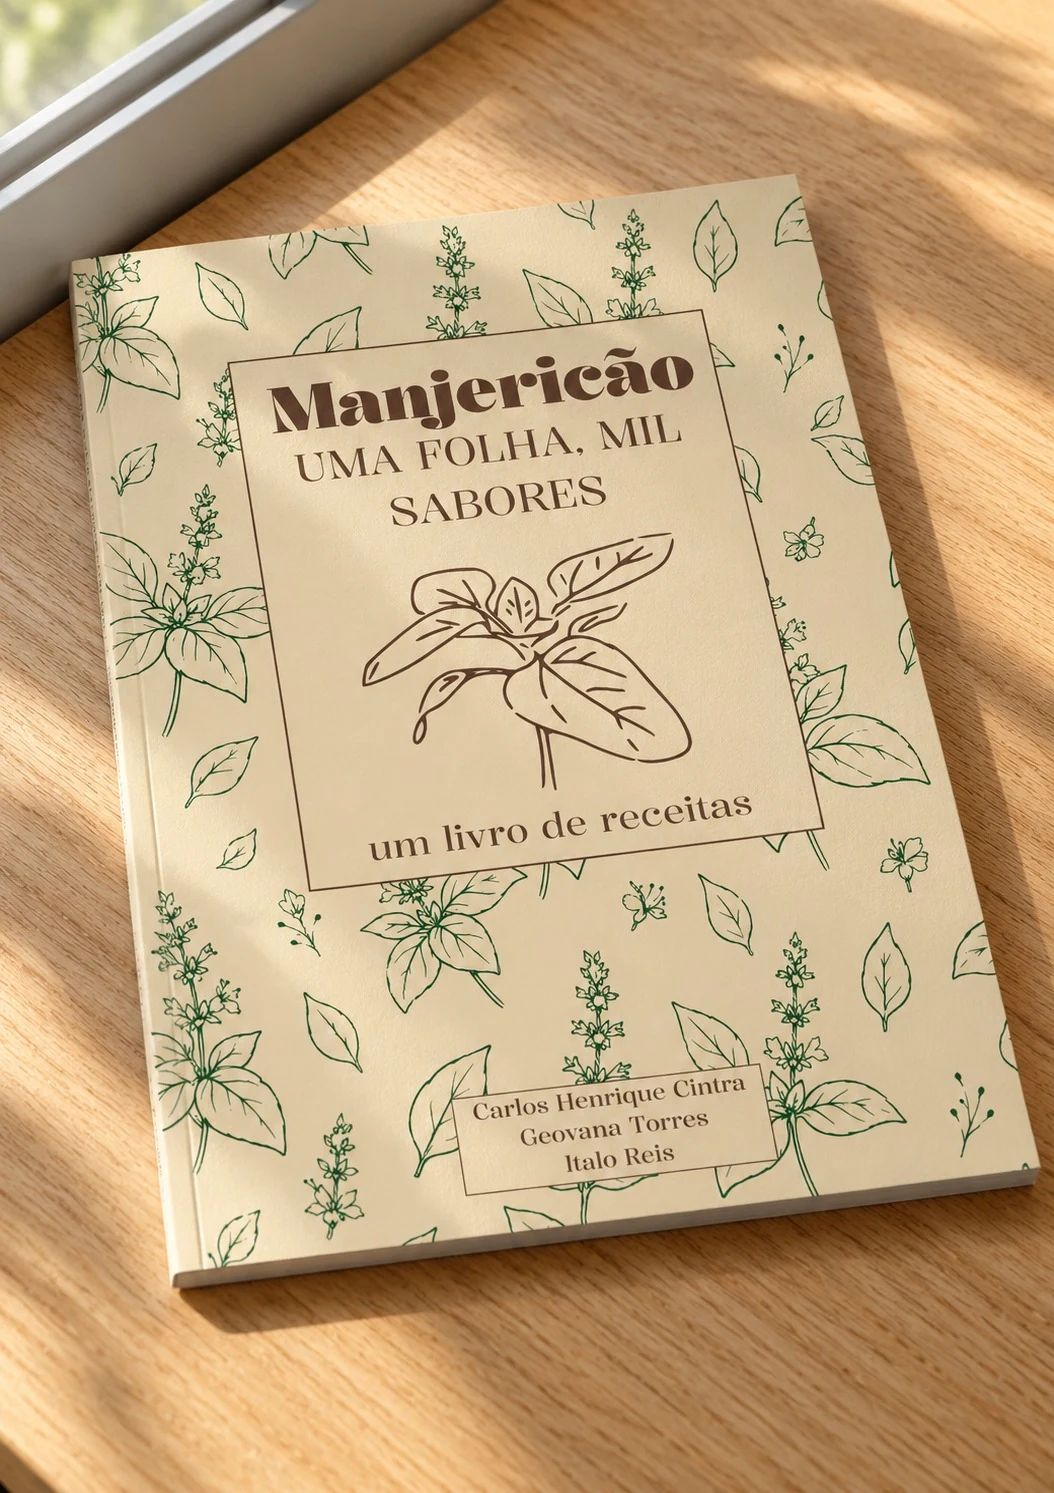 Manjericão
UMA FOLHA, MIL
SABORES
um livro de receitas
Carlos Henrique Cintra
Geovana Torres
Italo Reis